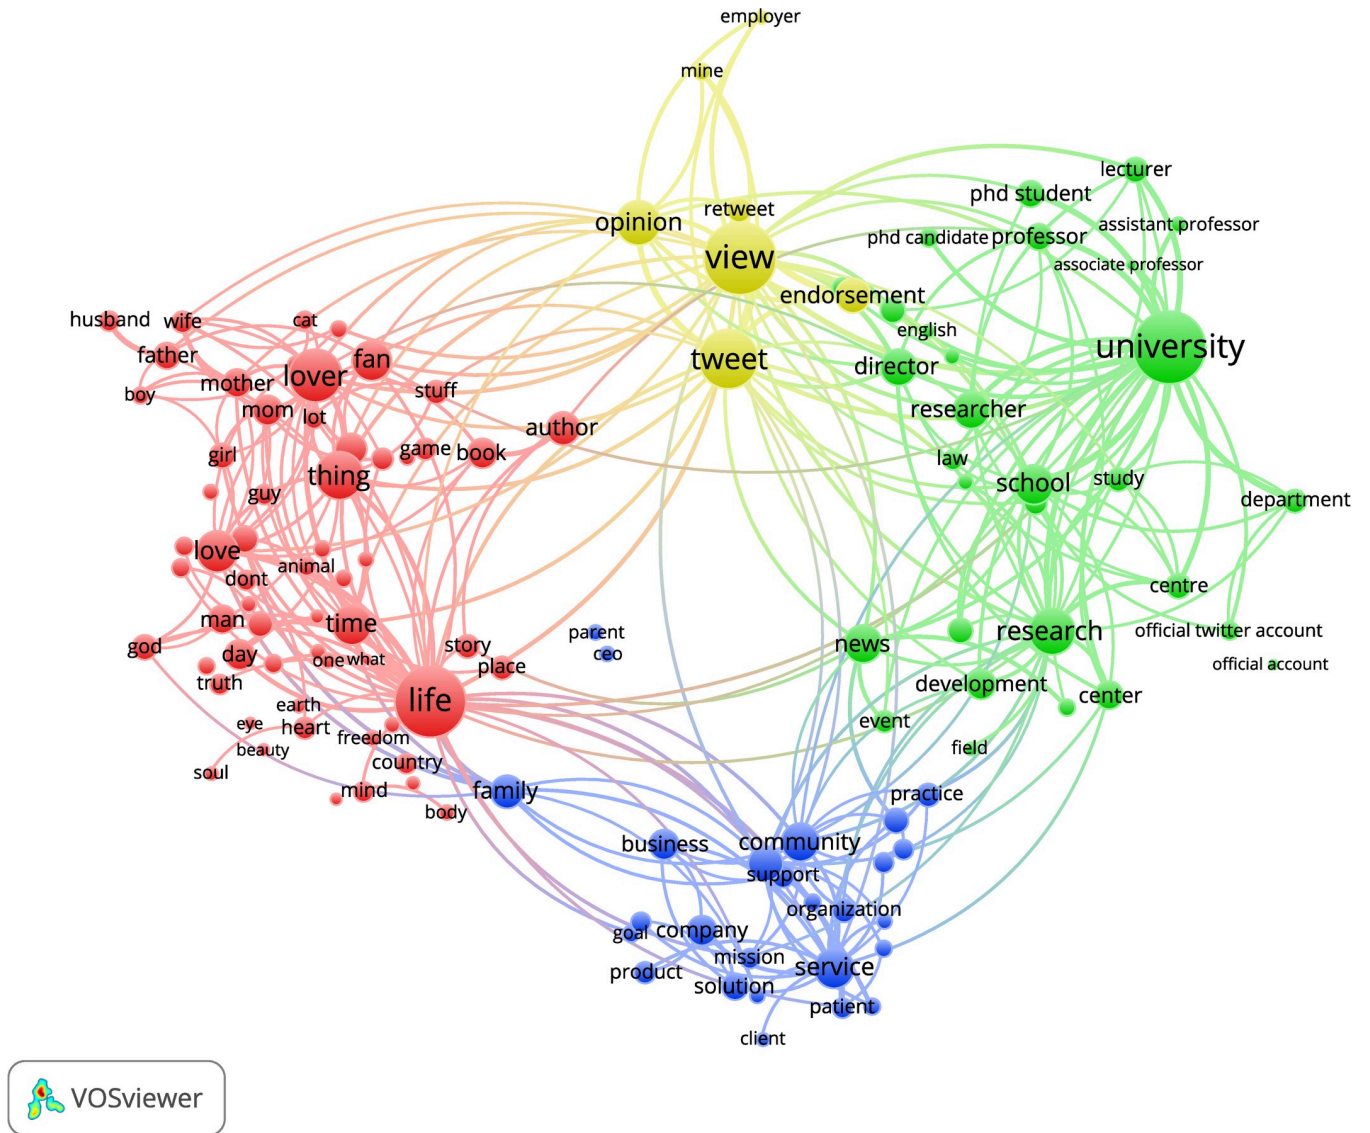 employer
mine
opinion
retweet
view
lecturer
phd student
assistant professor
phd candidate
professor
associate professor
endorsement
english
university
tweet
director
researcher
husband
wife
cat
father
lover
fan
boy
mother
stuff
mom
lot
author
girl
game
book
thing
guy
law
school
study
department
love
animal
dont
centre
man
time
god
day
one
what
story
place
truth
parent
ceo
news
research
official twitter account
official account
development
center
life
earth
eye
heart
event
beauty
freedom
field
soul
country
mind
body
family
practice
business
community
support
goal
company
organization
mission
service
product
solution
patient
client
VOSviewer